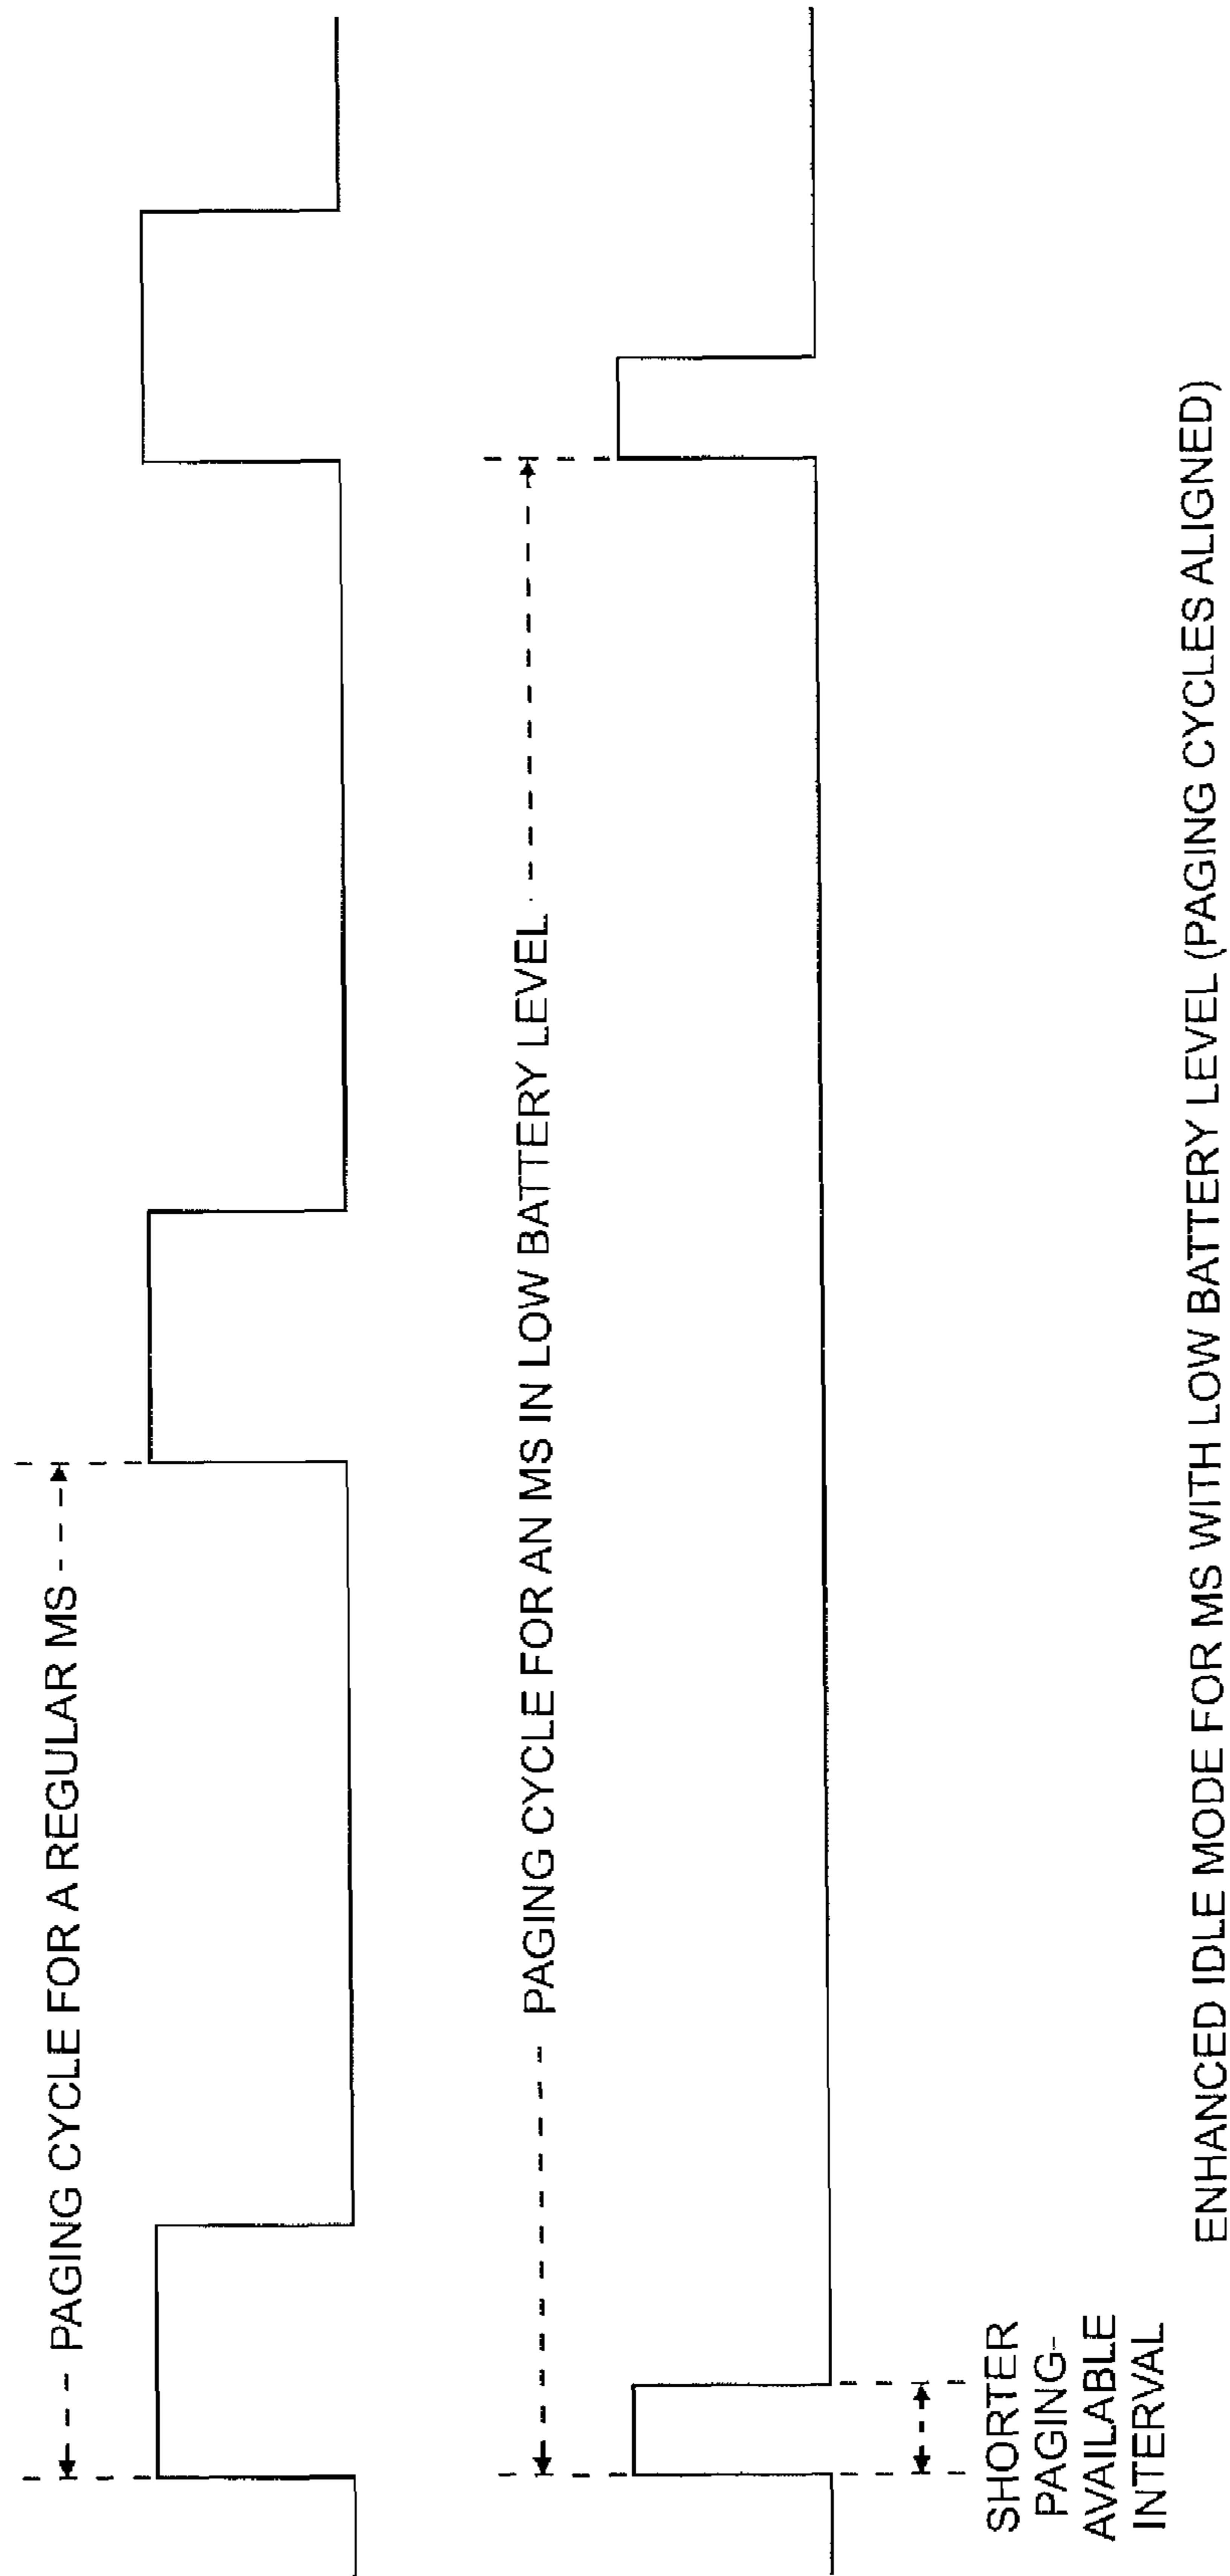 PAGING CYCLE FOR A REGULAR MS
PAGING CYCLE FOR AN MS IN LOW BATTERY LEVEL
SHORTER
PAGING-
AVAILABLE
INTERVAL
ENHANCED IDLE MODE FOR MS WITH LOW BATTERY LEVEL (PAGING CYCLES ALIGNED)